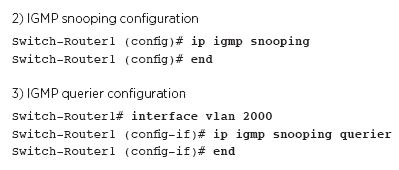 2) IGMP snooping configuration
Switch-Router1 (config)# ip igmp snooping
Switch-Router1 (config)# end
3) IGMP querier configuration
Switch-Router1# interface vlan 2000
Switch-Router1 (config-if)# ip igmp snooping querier
Switch-Router1 (config-if)# end